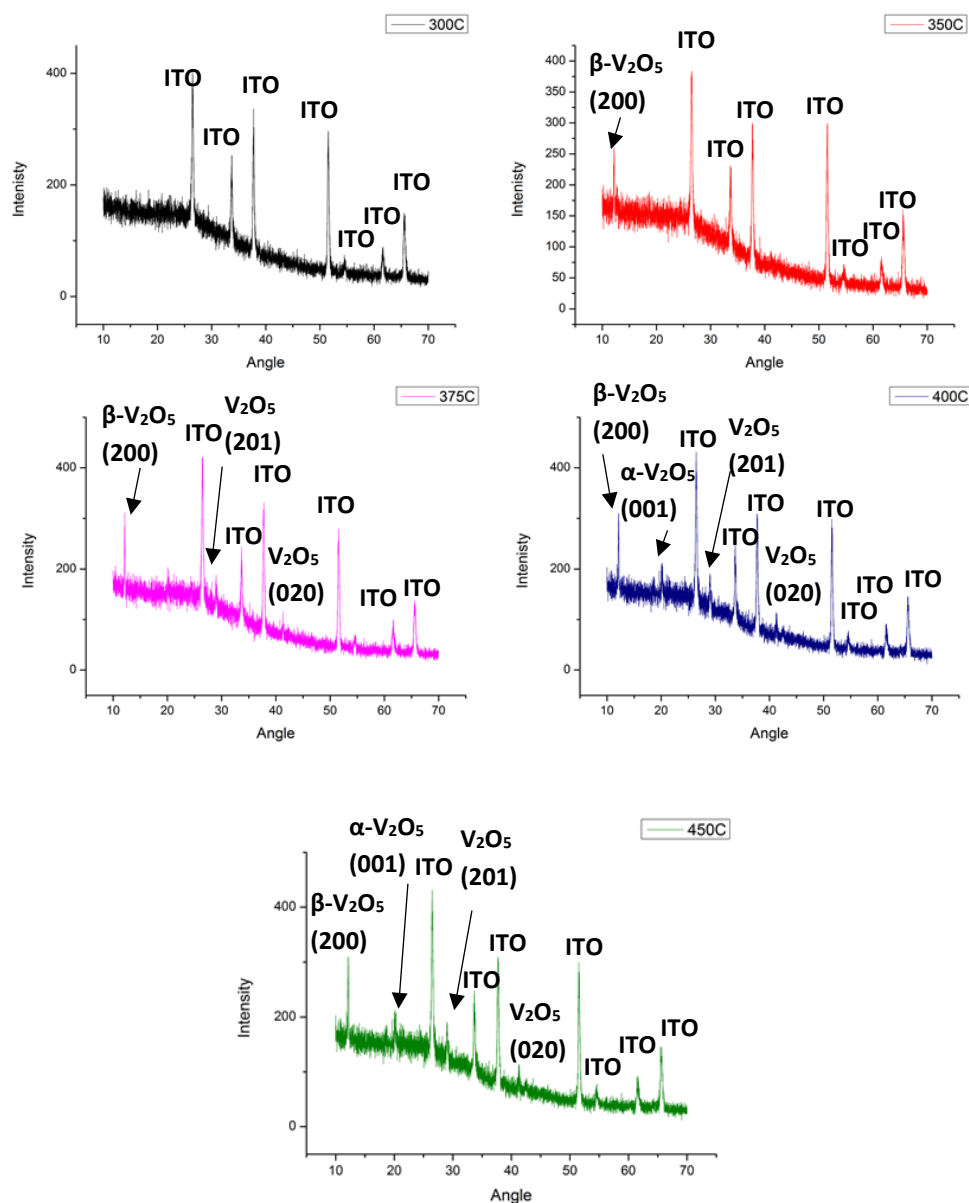 300C
400
200
0
Intenisty
10 20 30 40 50 60 70
Angle
ITO
ITO
ITO
ITO
ITO
ITO
ITO
350C
400
350
300
250
200
150
100
50
0
Intenisty
10 20 30 40 50 60 70
Angle
β-V₂O₅
(200)
ITO
ITO
ITO
ITO
ITO
ITO
ITO
375C
400
200
0
Intensity
10 20 30 40 50 60 70
Angle
β-V₂O₅
(200)
V₂O₅
(201)
ITO
ITO
ITO
V₂O₅
(020)
ITO
ITO
ITO
400C
400
200
0
Intensity
10 20 30 40 50 60 70
Angle
β-V₂O₅
(200)
α-V₂O₅
(001)
ITO
V₂O₅
(201)
ITO
ITO
V₂O₅
(020)
ITO
ITO
ITO
ITO
450C
400
200
0
Intensity
10 20 30 40 50 60 70
Angle
β-V₂O₅
(200)
α-V₂O₅
(001)
ITO
V₂O₅
(201)
ITO
ITO
V₂O₅
(020)
ITO
ITO
ITO
ITO